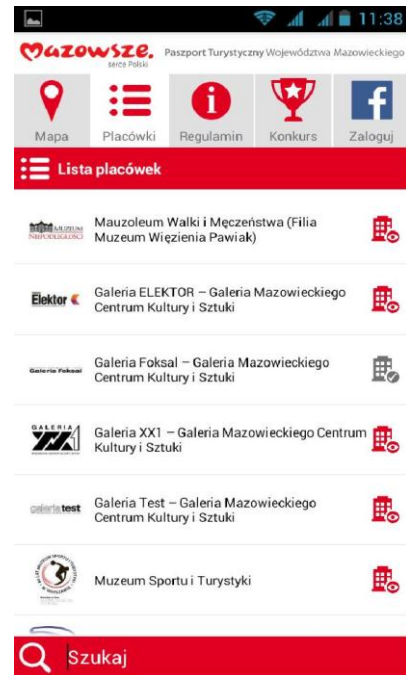 11:38
Mazowsze.
serce Polski
Paszport Turystyczny Województwa Mazowieckiego
Mapa
Placówki
Regulamin
Konkurs
Zaloguj
Lista placówek
MUZEUM
NIEPODLEGŁOŚCI
Mauzoleum Walki i Męczeństwa (Filia
Muzeum Więzienia Pawiak)
Elektor
Galeria ELEKTOR – Galeria Mazowieckiego
Centrum Kultury i Sztuki
Galeria Foksal
Galeria Foksal – Galeria Mazowieckiego
Centrum Kultury i Sztuki
GALERIA
XX1
Galeria XX1 – Galeria Mazowieckiego Centrum
Kultury i Sztuki
galeria test
Galeria Test – Galeria Mazowieckiego
Centrum Kultury i Sztuki
Muzeum Sportu i Turystyki
Szukaj